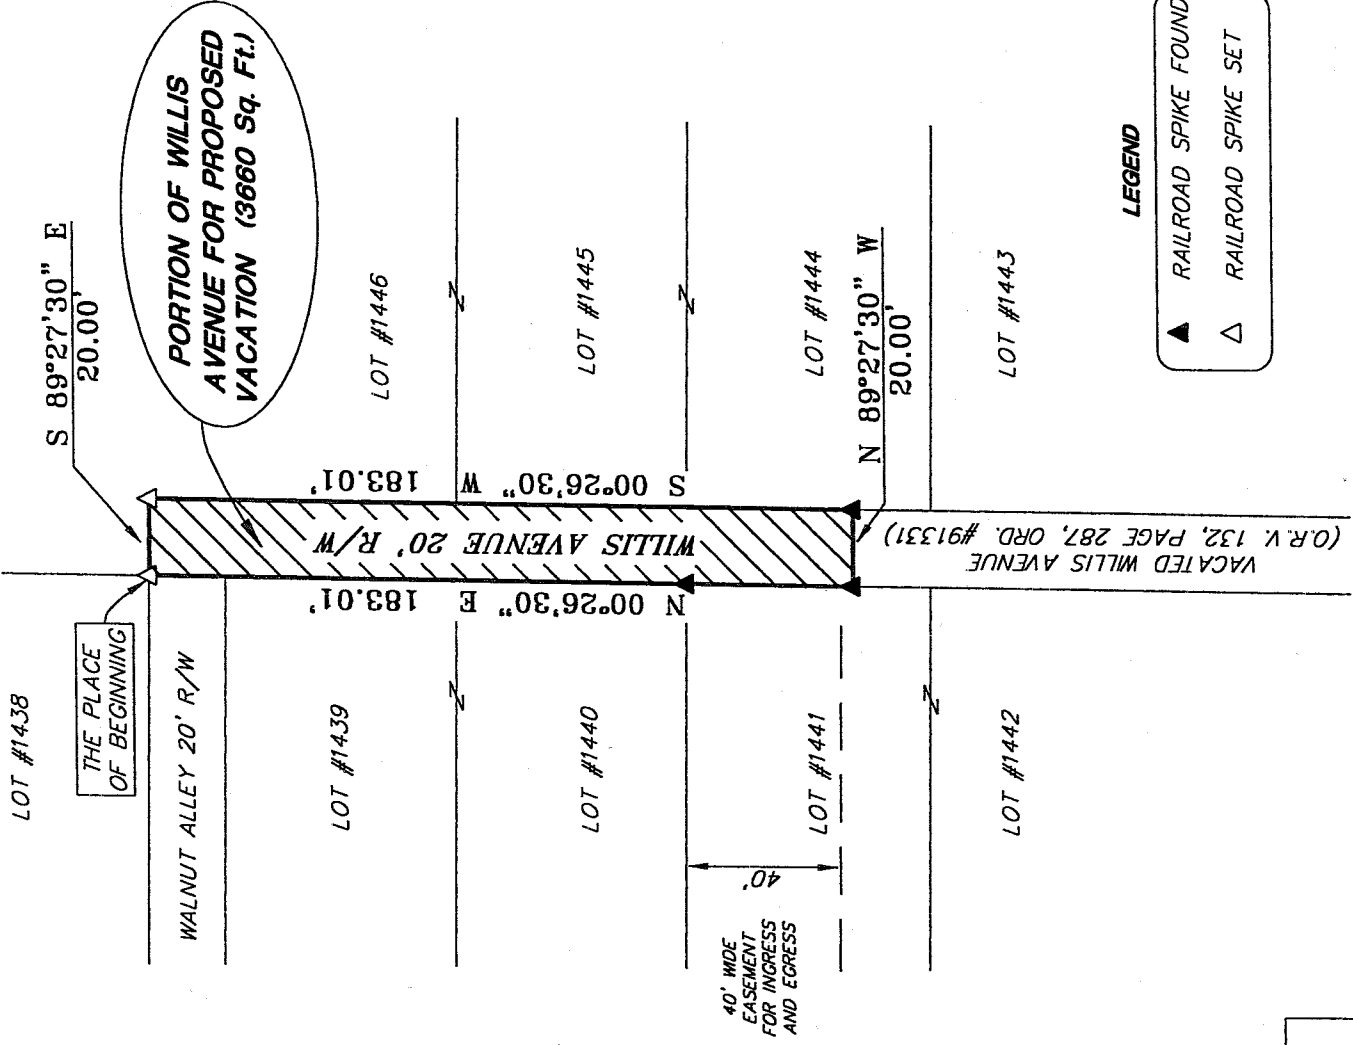 S 89°27'30" E
20.00'
PORTION OF WILLIS
AVENUE FOR PROPOSED
VACATION (3660 Sq. Ft.)
THE PLACE
OF BEGINNING
LOT #1438
WALNUT ALLEY 20' R/W
LOT #1439
LOT #1440
LOT #1441
LOT #1442
LOT #1446
LOT #1445
LOT #1444
LOT #1443
S 00°26'30" W 183.01'
WILLIS AVENUE 20' R/W
N 00°26'30" E 183.01'
N 89°27'30" W
20.00'
VACATED WILLIS AVENUE
(O.R.V. 132, PAGE 287, ORD. #91331)
40'
40' WIDE
EASEMENT
FOR INGRESS
AND EGRESS
LEGEND
RAILROAD SPIKE FOUND
RAILROAD SPIKE SET